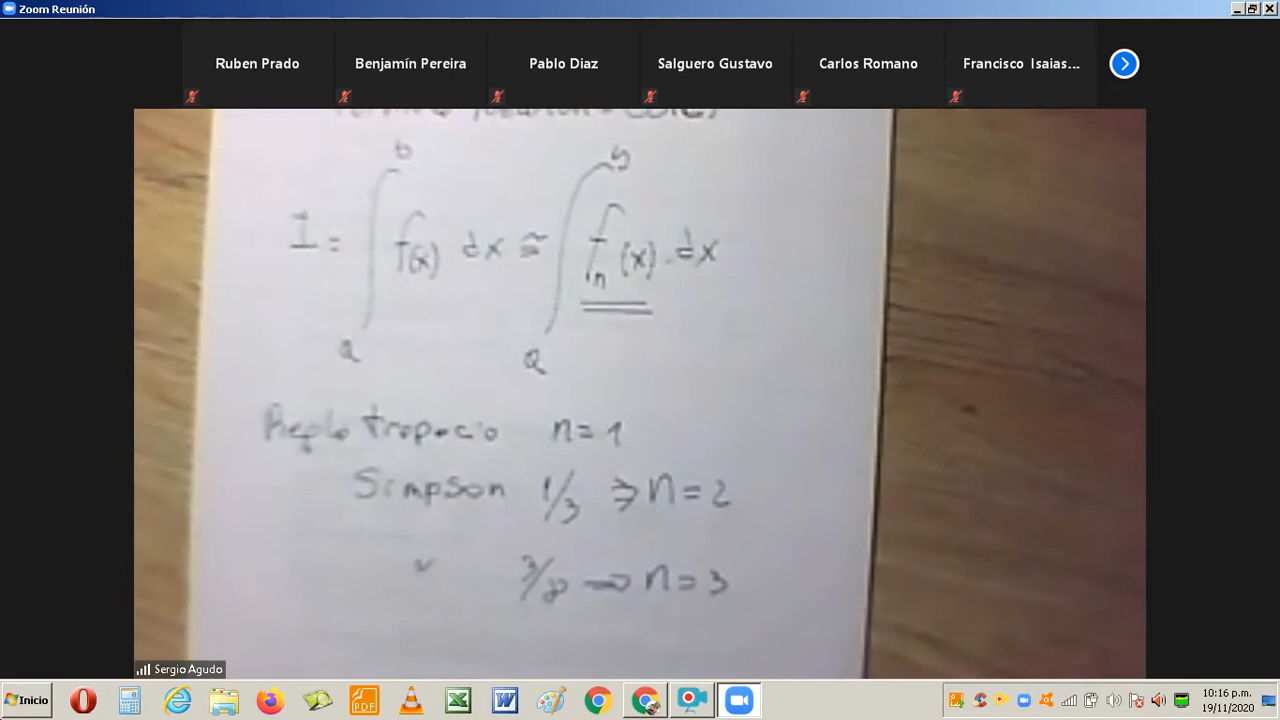 Zoom Reunión
Ruben Prado
Benjamín Pereira
Pablo Diaz
Salguero Gustavo
Carlos Romano
Francisco Isaias...
I = ∫ₐᵇ f(x) dx ≅ ∫ₐᵇ fₙ(x) . dx
Regla trapecio n=1
Simpson 1/3 ⇒ n=2
" 3/8 → n=3
Sergio Agudo
Inicio
PDF
10:16 p.m.
19/11/2020